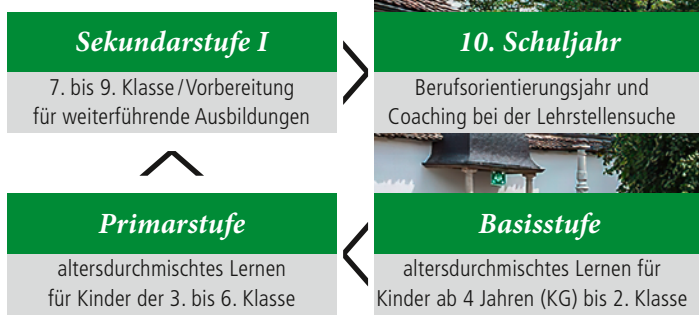 Sekundarstufe I
7. bis 9. Klasse / Vorbereitung
für weiterführende Ausbildungen
10. Schuljahr
Berufsorientierungsjahr und
Coaching bei der Lehrstellensuche
Primarstufe
altersdurchmischtes Lernen
für Kinder der 3. bis 6. Klasse
Basisstufe
altersdurchmischtes Lernen für
Kinder ab 4 Jahren (KG) bis 2. Klasse